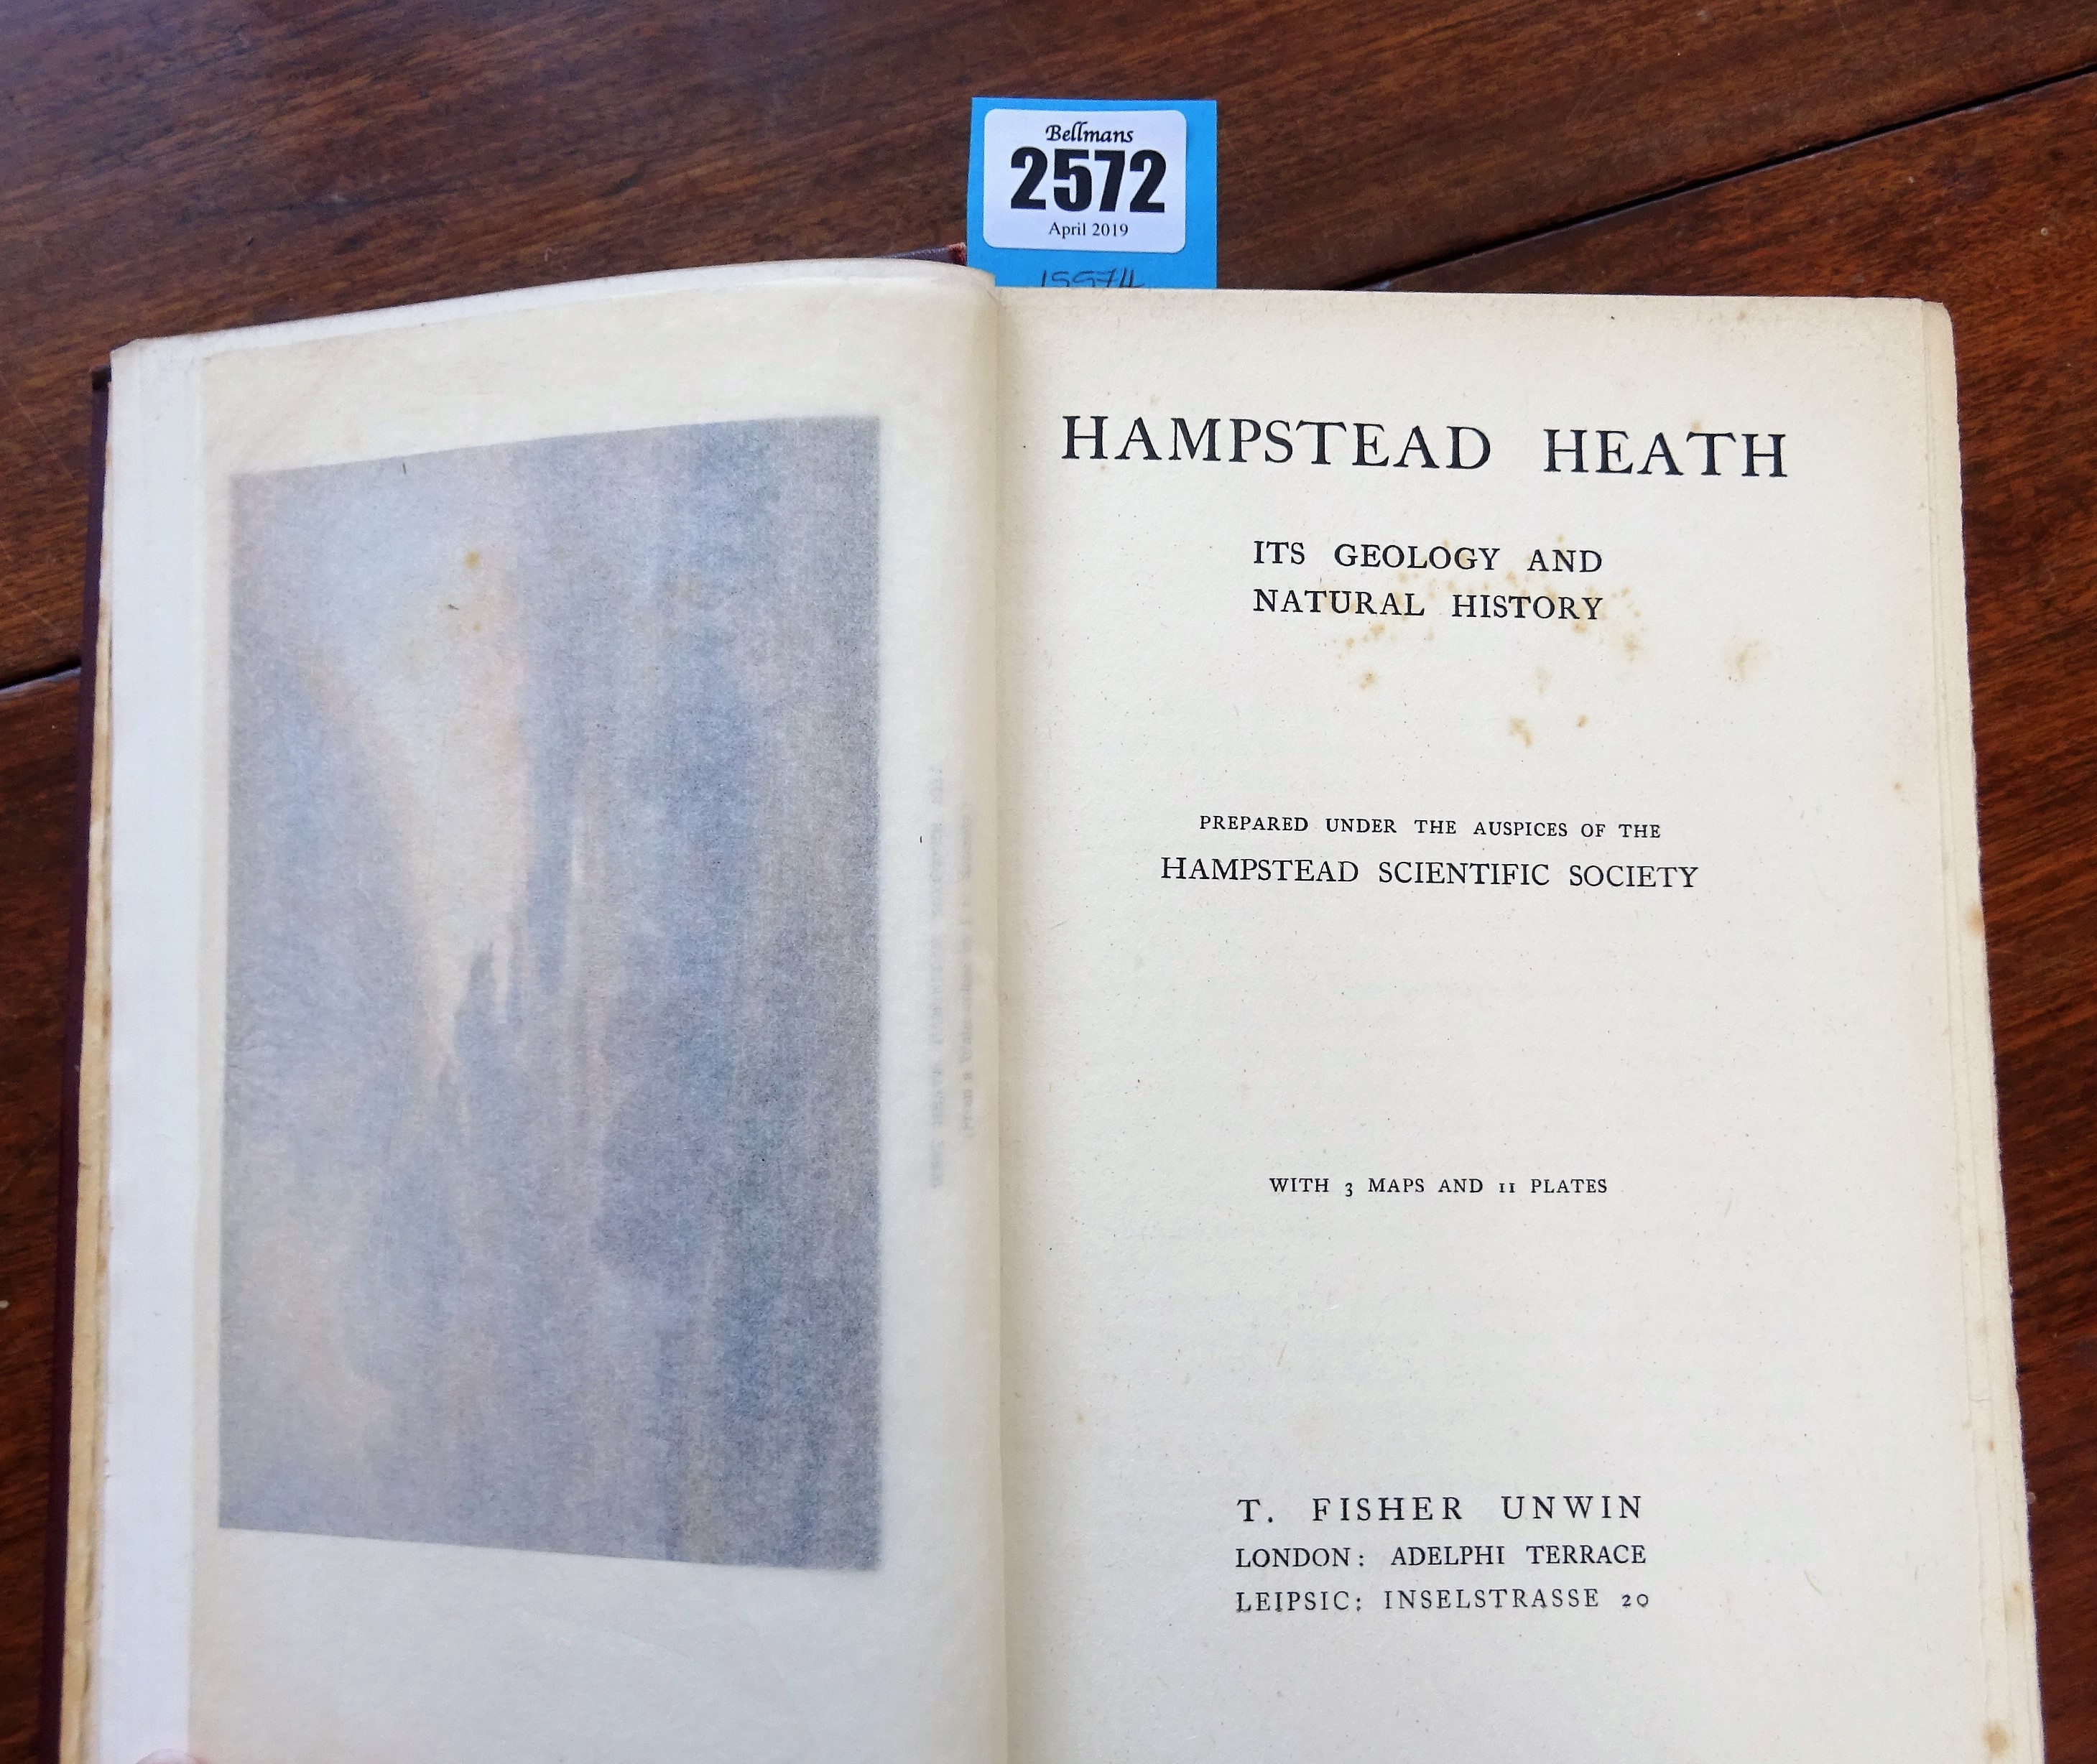 Bellmans
2572
April 2019
HAMPSTEAD HEATH
ITS GEOLOGY AND
NATURAL HISTORY
PREPARED UNDER THE AUSPICES OF THE
HAMPSTEAD SCIENTIFIC SOCIETY
WITH 3 MAPS AND 11 PLATES
T. FISHER UNWIN
LONDON: ADELPHI TERRACE
LEIPSIC: INSELSTRASSE 20